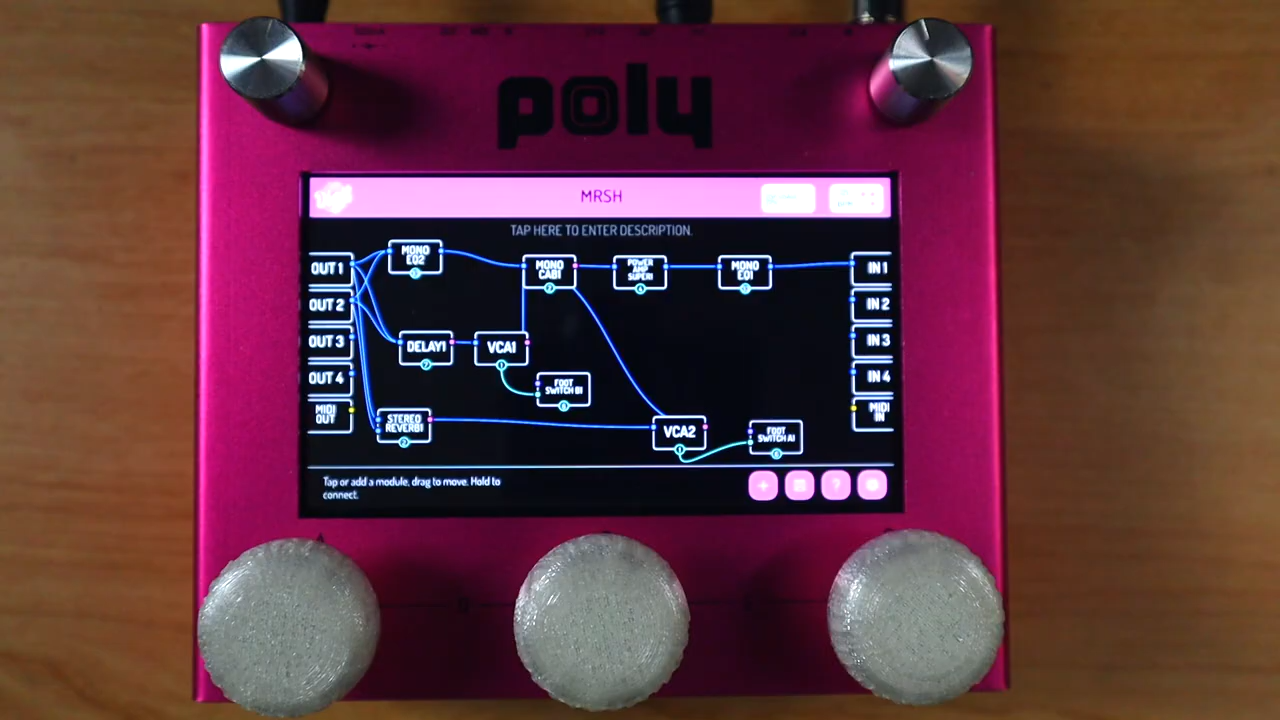 poly
MRSH
TAP HERE TO ENTER DESCRIPTION.
OUT 1
OUT 2
OUT 3
OUT 4
MIDI
OUT
MONO
EQ2
MONO
CAB1
POWER
AMP
SUPER1
MONO
EQ1
DELAY1
VCA1
FOOT
SWITCH B1
STEREO
REVERB1
VCA2
FOOT
SWITCH A1
IN 1
IN 2
IN 3
IN 4
MIDI
IN
Tap or add a module, drag to move. Hold to
connect.
+
?